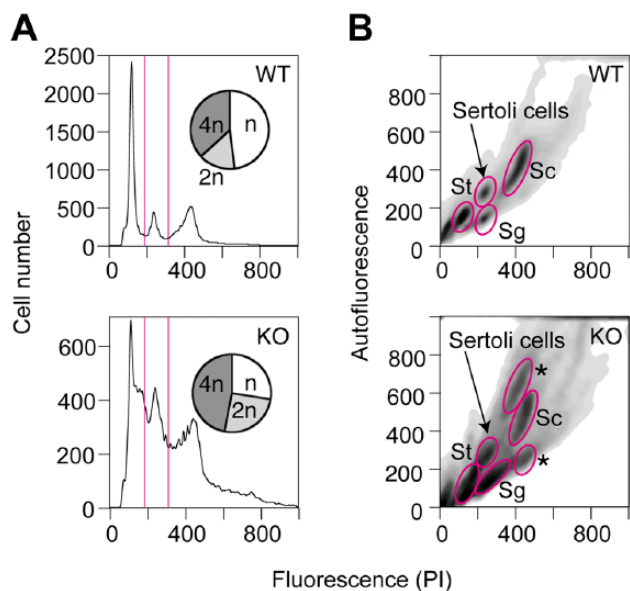 A
B
2500
2000
1500
1000
500
0
WT
n
4n
2n
0
400
800
Cell number
600
400
200
0
KO
n
4n
2n
0
400
800
Autofluorescence
800
400
200
0
WT
Sertoli cells
St
Sc
Sg
0
400
800
800
600
400
200
0
KO
Sertoli cells
*
Sc
St
*
Sg
0
400
800
Fluorescence (PI)